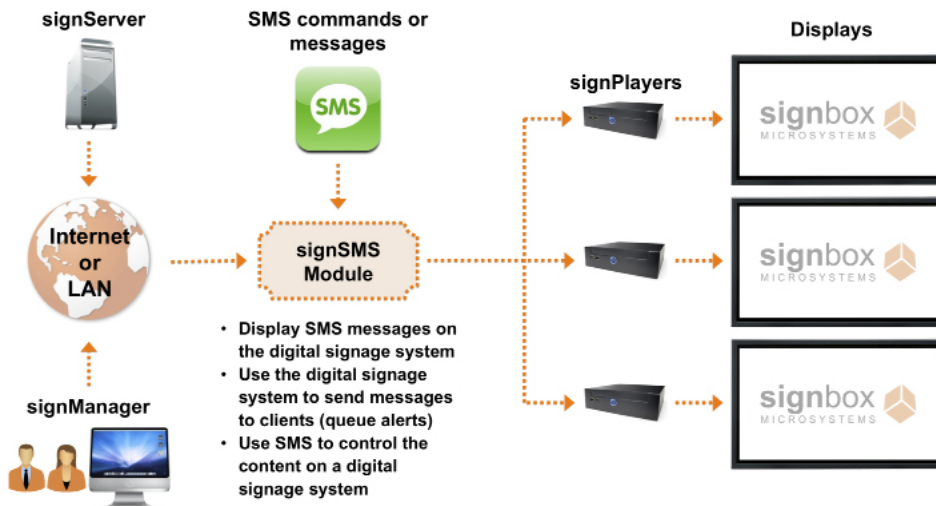 signServer
SMS commands or
messages
SMS
signPlayers
Displays
signbox
MICROSYSTEMS
signbox
MICROSYSTEMS
signbox
MICROSYSTEMS
Internet
or
LAN
signSMS
Module
• Display SMS messages on
the digital signage system
• Use the digital signage
system to send messages
to clients (queue alerts)
• Use SMS to control the
content on a digital
signage system
signManager